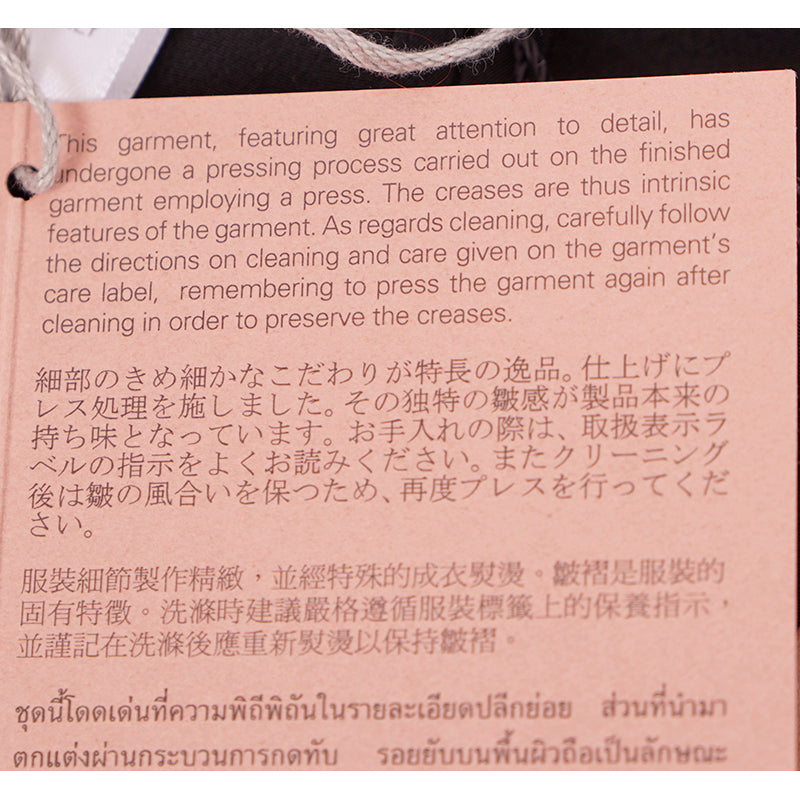 This garment, featuring great attention to detail, has
undergone a pressing process carried out on the finished
garment employing a press. The creases are thus intrinsic
features of the garment. As regards cleaning, carefully follow
the directions on cleaning and care given on the garment's
care label, remembering to press the garment again after
cleaning in order to preserve the creases.
細部のきめ細かなこだわりが特長の逸品。仕上げにプ
レス処理を施しました。その独特の皺感が製品本来の
持ち味となっています。お手入れの際は、取扱表示ラ
ベルの指示をよくお読みください。またクリーニング
後は皺の風合いを保つため、再度プレスを行ってくだ
さい。
服裝細節製作精緻，並經特殊的成衣熨燙。皺褶是服裝的
固有特徵。洗滌時建議嚴格遵循服裝標籤上的保養指示，
並謹記在洗滌後應重新熨燙以保持皺褶。
ชุดนี้โดดเด่นที่ความพิถีพิถันในรายละเอียดปลีกย่อย ส่วนที่นำมา
ตกแต่งผ่านกระบวนการกดทับ รอยยับบนพื้นผิวถือเป็นลักษณะ